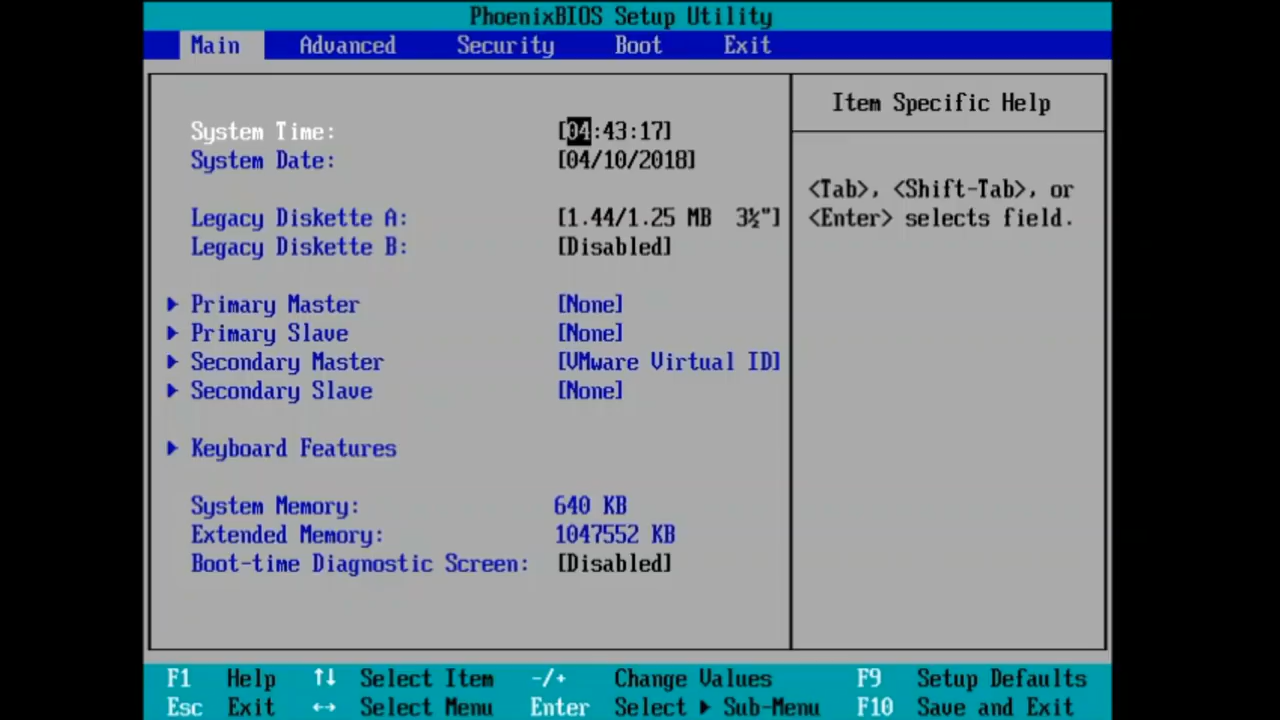 PhoenixBIOS Setup Utility
Main Advanced Security Boot Exit
Item Specific Help
System Time: [04:43:17]
System Date: [04/10/2018]
<Tab>, <Shift-Tab>, or
<Enter> selects field.
Legacy Diskette A: [1.44/1.25 MB 3½"]
Legacy Diskette B: [Disabled]
Primary Master [None]
Primary Slave [None]
Secondary Master [VMware Virtual ID]
Secondary Slave [None]
Keyboard Features
System Memory: 640 KB
Extended Memory: 1047552 KB
Boot-time Diagnostic Screen: [Disabled]
F1 Help ↑↓ Select Item -/+ Change Values F9 Setup Defaults
Esc Exit ↔ Select Menu Enter Select ▶ Sub-Menu F10 Save and Exit